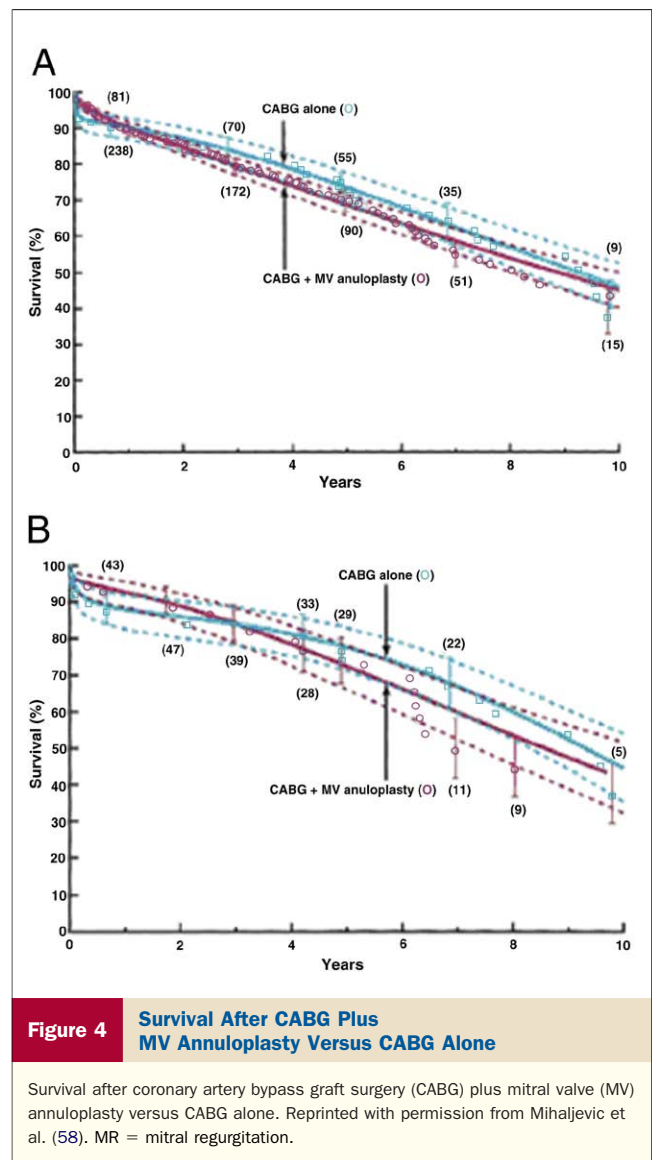 A
100
90
80
70
60
50
40
30
20
10
0
Survival (%)
(81)
(238)
(70)
(172)
CABG alone (O)
(55)
(90)
(35)
CABG + MV anuloplasty (O)
(51)
(9)
(15)
0 2 4 6 8 10
Years
B
100
90
80
70
60
50
40
30
20
10
0
Survival (%)
(43)
(47)
(39)
CABG alone (O)
(33)
(29)
(28)
(22)
CABG + MV anuloplasty (O)
(11)
(9)
(5)
0 2 4 6 8 10
Years
Figure 4
Survival After CABG Plus
MV Annuloplasty Versus CABG Alone
Survival after coronary artery bypass graft surgery (CABG) plus mitral valve (MV)
annuloplasty versus CABG alone. Reprinted with permission from Mihaljevic et
al. (58). MR = mitral regurgitation.